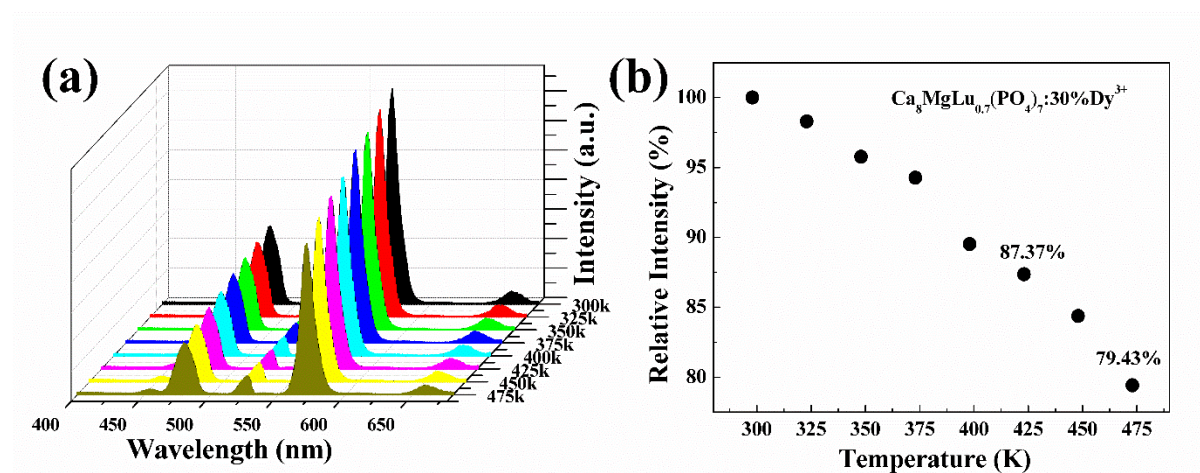 (a)
Intensity (a.u.)
300k
325k
350k
375k
400k
425k
450k
475k
400 450 500 550 600 650
Wavelength (nm)
(b)
Relative Intensity (%)
100
95
90
85
80
Ca₈MgLu₀.₇(PO₄)₇:30%Dy³⁺
87.37%
79.43%
300 325 350 375 400 425 450 475
Temperature (K)